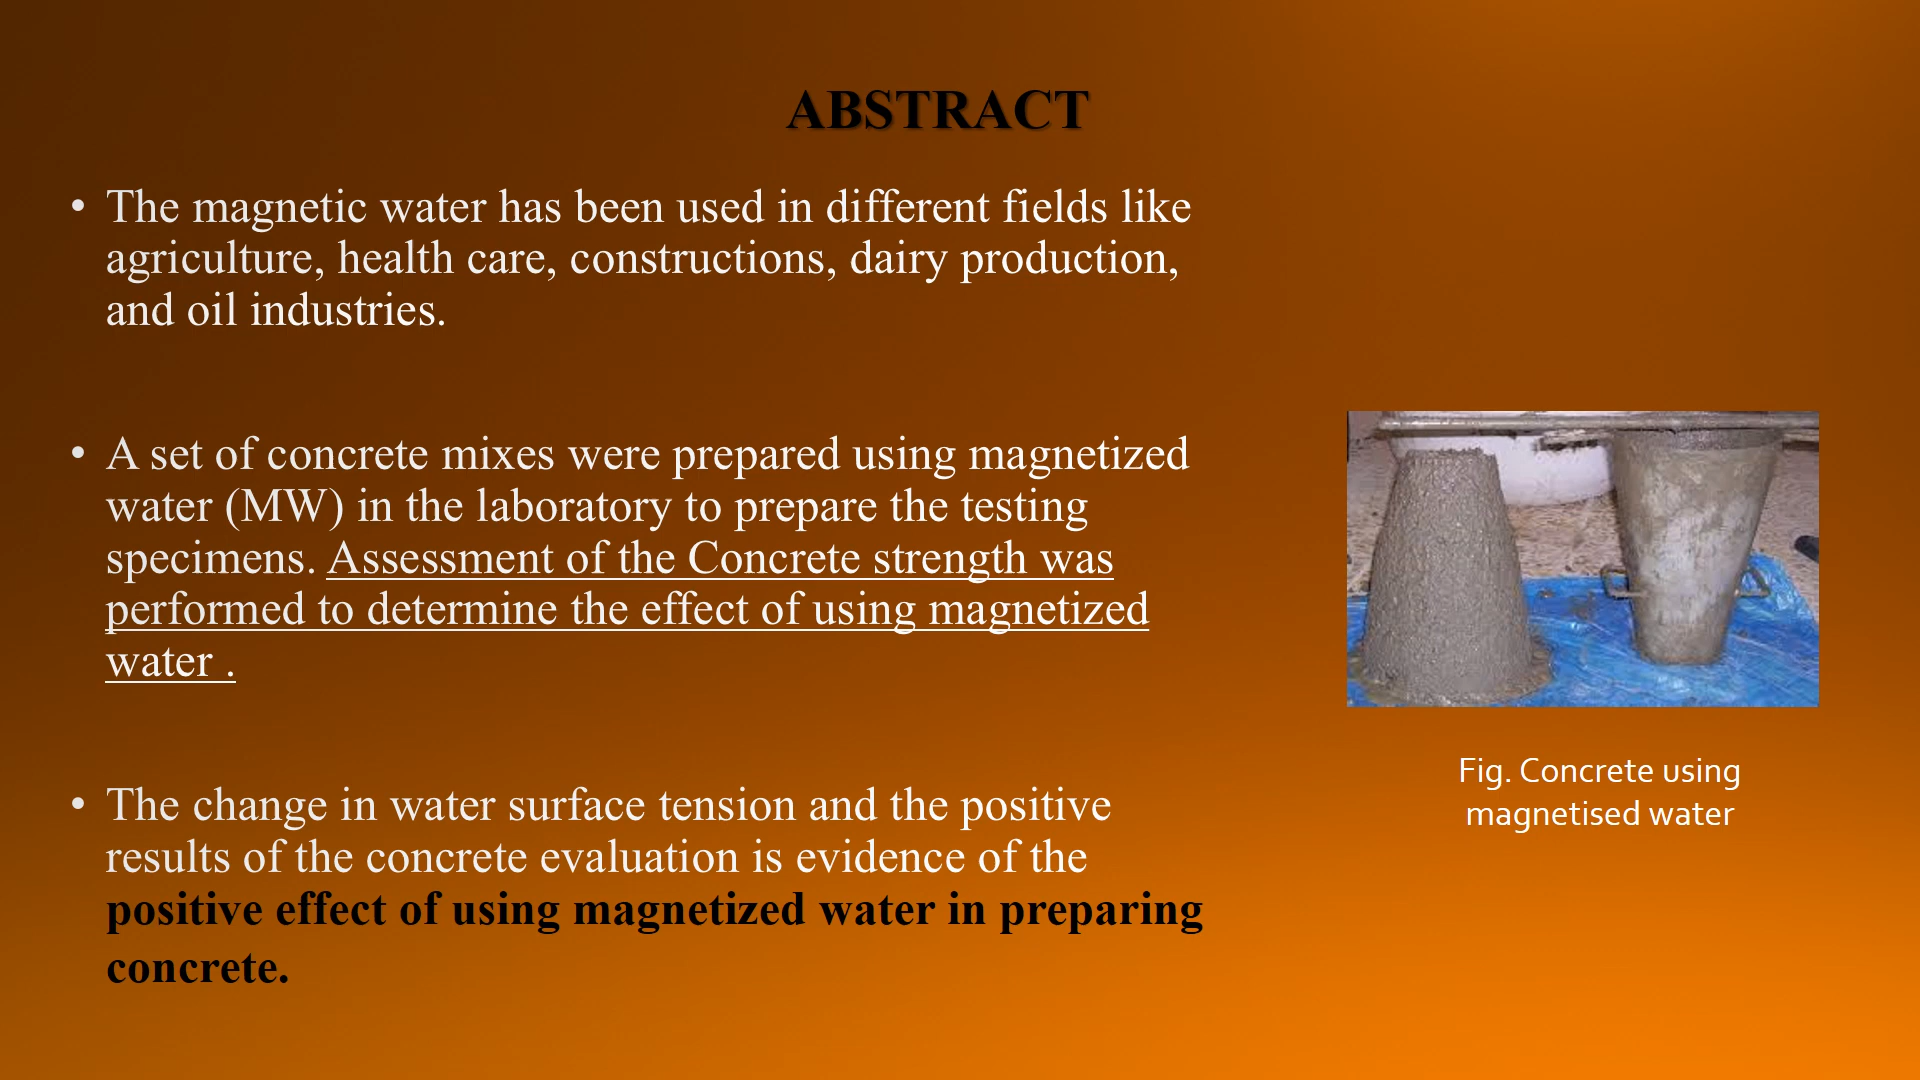 ABSTRACT
• The magnetic water has been used in different fields like
agriculture, health care, constructions, dairy production,
and oil industries.
• A set of concrete mixes were prepared using magnetized
water (MW) in the laboratory to prepare the testing
specimens. Assessment of the Concrete strength was
performed to determine the effect of using magnetized
water .
• The change in water surface tension and the positive
results of the concrete evaluation is evidence of the
positive effect of using magnetized water in preparing
concrete.
Fig. Concrete using
magnetised water